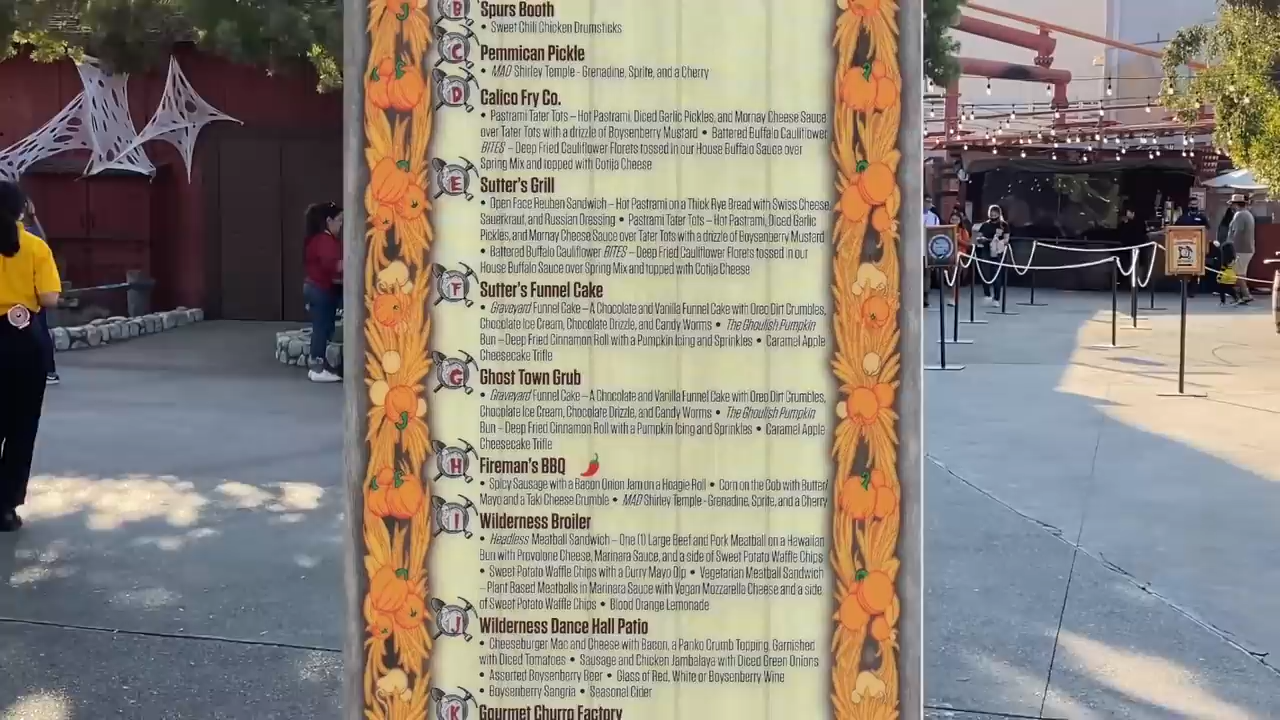 B Spurs Booth
• Sweet Chili Chicken Drumsticks
C Pemmican Pickle
• MAD Shirley Temple - Grenadine, Sprite, and a Cherry
D Calico Fry Co.
• Pastrami Tater Tots – Hot Pastrami, Diced Garlic Pickles, and Mornay Cheese Sauce
over Tater Tots with a drizzle of Boysenberry Mustard • Battered Buffalo Cauliflower
BITES – Deep Fried Cauliflower Florets tossed in our House Buffalo Sauce over
Spring Mix and topped with Cotija Cheese
E Sutter's Grill
• Open Face Reuben Sandwich – Hot Pastrami on a Thick Rye Bread with Swiss Cheese,
Sauerkraut, and Russian Dressing • Pastrami Tater Tots – Hot Pastrami, Diced Garlic
Pickles, and Mornay Cheese Sauce over Tater Tots with a drizzle of Boysenberry Mustard
• Battered Buffalo Cauliflower BITES – Deep Fried Cauliflower Florets tossed in our
House Buffalo Sauce over Spring Mix and topped with Cotija Cheese
F Sutter's Funnel Cake
• Graveyard Funnel Cake – A Chocolate and Vanilla Funnel Cake with Oreo Dirt Crumbles,
Chocolate Ice Cream, Chocolate Drizzle, and Candy Worms • The Ghoulish Pumpkin
Bun – Deep Fried Cinnamon Roll with a Pumpkin Icing and Sprinkles • Caramel Apple
Cheesecake Trifle
G Ghost Town Grub
• Graveyard Funnel Cake – A Chocolate and Vanilla Funnel Cake with Oreo Dirt Crumbles,
Chocolate Ice Cream, Chocolate Drizzle, and Candy Worms • The Ghoulish Pumpkin
Bun – Deep Fried Cinnamon Roll with a Pumpkin Icing and Sprinkles • Caramel Apple
Cheesecake Trifle
H Fireman's BBQ
• Spicy Sausage with a Bacon Onion Jam on a Hoagie Roll • Corn on the Cob with Butter/
Mayo and a Taki Cheese Crumble • MAD Shirley Temple - Grenadine, Sprite, and a Cherry
I Wilderness Broiler
• Headless Meatball Sandwich – One (1) Large Beef and Pork Meatball on a Hawaiian
Bun with Provolone Cheese, Marinara Sauce, and a side of Sweet Potato Waffle Chips
• Sweet Potato Waffle Chips with a Curry Mayo Dip • Vegetarian Meatball Sandwich
– Plant Based Meatballs in Marinara Sauce with Vegan Mozzarella Cheese and a side
of Sweet Potato Waffle Chips • Blood Orange Lemonade
J Wilderness Dance Hall Patio
• Cheeseburger Mac and Cheese with Bacon, a Panko Crumb Topping, Garnished
with Diced Tomatoes • Sausage and Chicken Jambalaya with Diced Green Onions
• Assorted Boysenberry Beer • Glass of Red, White or Boysenberry Wine
• Boysenberry Sangria • Seasonal Cider
K Gourmet Churro Factory